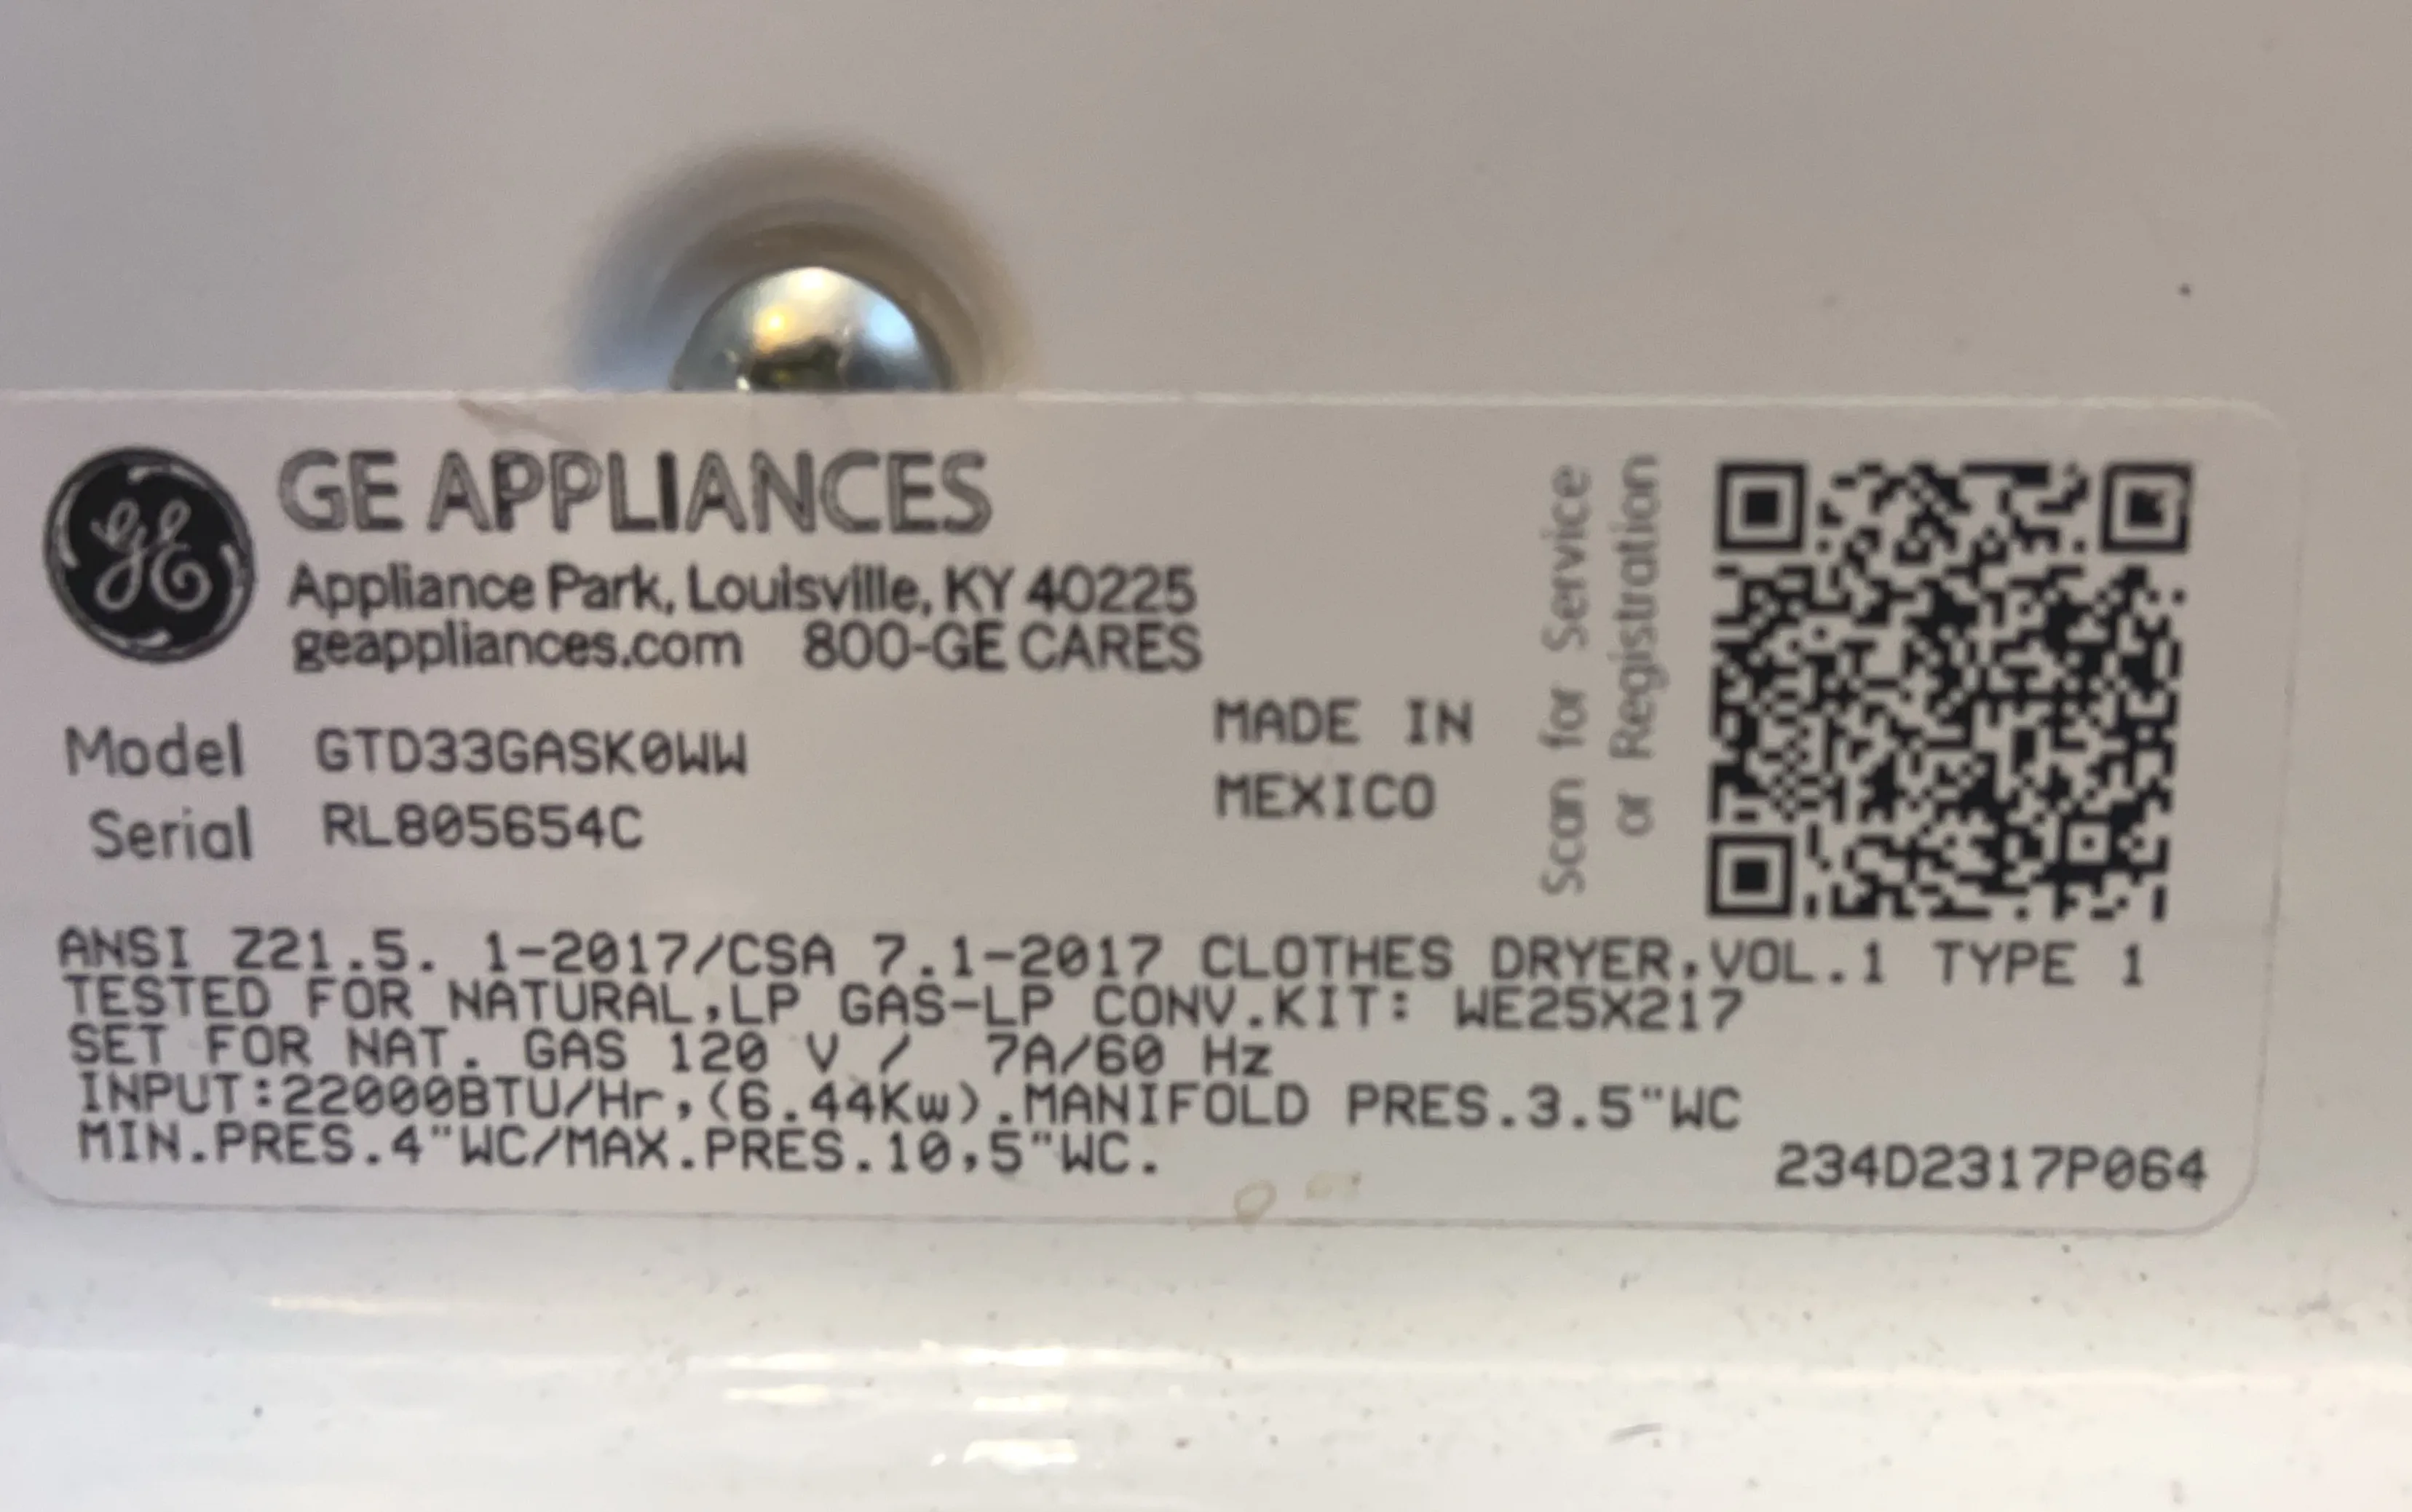 GE
GE APPLIANCES
Appliance Park, Louisville, KY 40225
geappliances.com 800-GE CARES
Model GTD33GASK0WW
Serial RL805654C
MADE IN
MEXICO
Scan for Service
or Registration
ANSI Z21.5. 1-2017/CSA 7.1-2017 CLOTHES DRYER,VOL.1 TYPE 1
TESTED FOR NATURAL,LP GAS-LP CONV.KIT: WE25X217
SET FOR NAT. GAS 120 V / 7A/60 Hz
INPUT:22000BTU/Hr,(6.44Kw).MANIFOLD PRES.3.5"WC
MIN.PRES.4"WC/MAX.PRES.10,5"WC.
234D2317P064